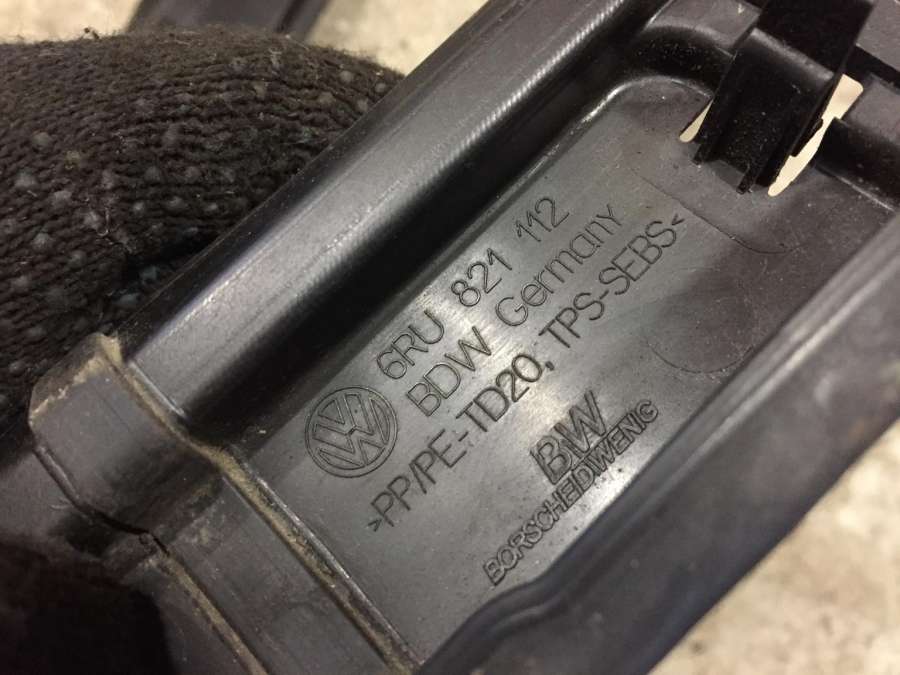 6RU 821 112
BDW Germany
>PP/PE-TD20, TPS-SEBS<
BW
BORSCHEIDWENIG